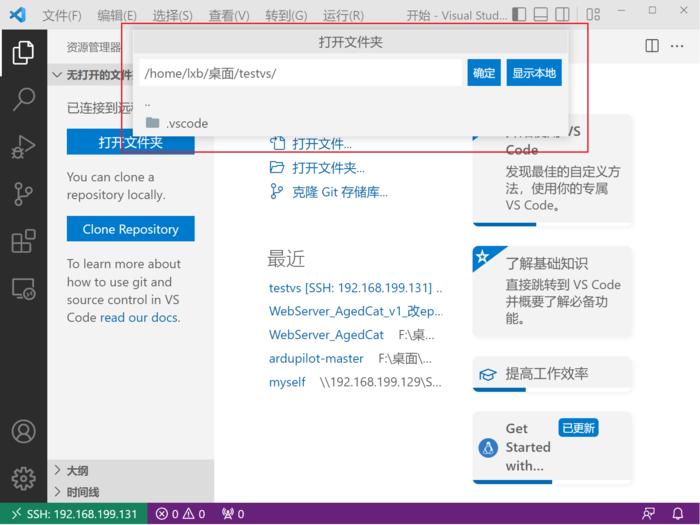 文件(F) 编辑(E) 选择(S) 查看(V) 转到(G) 运行(R) 开始 - Visual Stud...
资源管理器
打开文件夹
/home/lxb/桌面/testvs/ 确定 显示本地
..
.vscode
无打开的文件
已连接到远
打开文件夹
You can clone a
repository locally.
Clone Repository
To learn more about
how to use git and
source control in VS
Code read our docs.
打开文件...
打开文件夹...
克隆 Git 存储库...
最近
testvs [SSH: 192.168.199.131] ..
WebServer_AgedCat_v1_改ep...
WebServer_AgedCat F:\桌...
ardupilot-master F:\桌面\...
myself \\192.168.199.129\S...
VS
Code
发现最佳的自定义方
法，使用你的专属
VS Code。
了解基础知识
直接跳转到 VS Code
并概要了解必备功
能。
提高工作效率
Get
Started
with...
已更新
大纲
时间线
SSH: 192.168.199.131 0 0 0